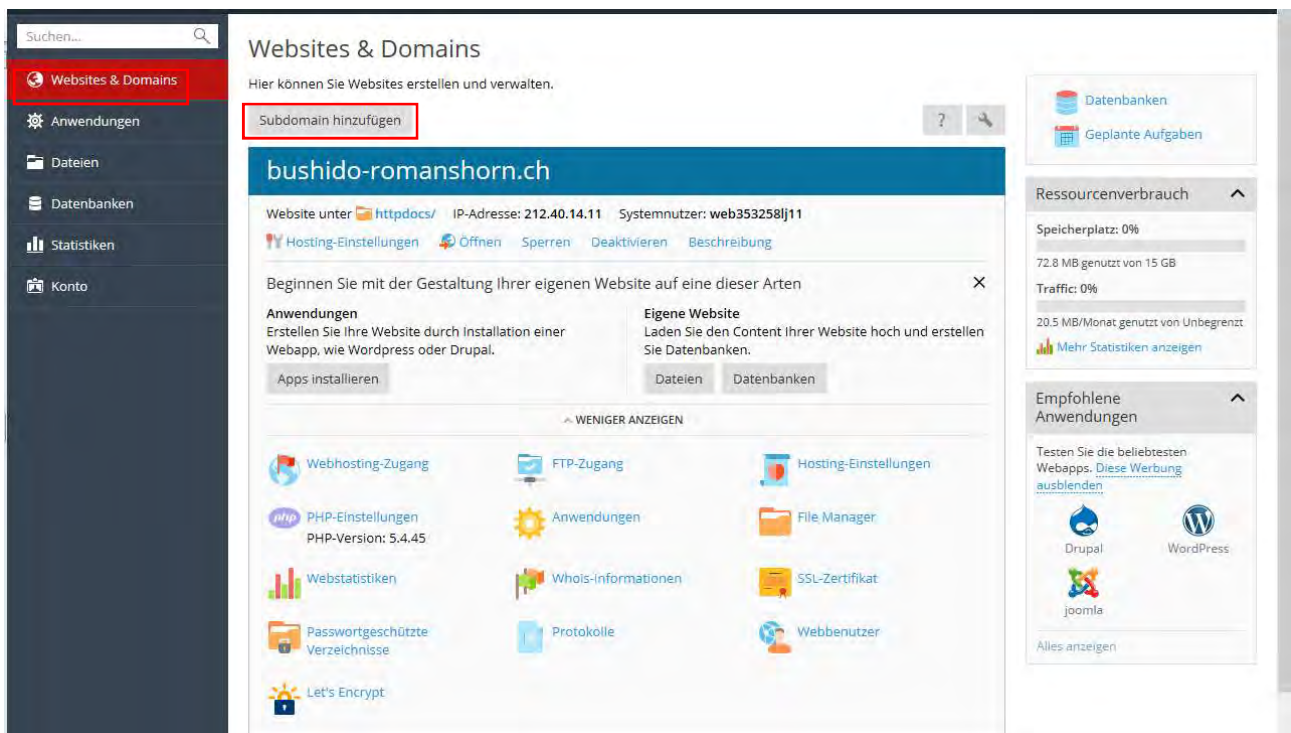 Suchen...
Websites & Domains
Anwendungen
Dateien
Datenbanken
Statistiken
Konto
Websites & Domains
Hier können Sie Websites erstellen und verwalten.
Subdomain hinzufügen
?
bushido-romanshorn.ch
Website unter httpdocs/ IP-Adresse: 212.40.14.11 Systemnutzer: web353258lj11
Hosting-Einstellungen Öffnen Sperren Deaktivieren Beschreibung
Beginnen Sie mit der Gestaltung Ihrer eigenen Website auf eine dieser Arten
Anwendungen
Erstellen Sie Ihre Website durch Installation einer
Webapp, wie Wordpress oder Drupal.
Apps installieren
Eigene Website
Laden Sie den Content Ihrer Website hoch und erstellen
Sie Datenbanken.
Dateien Datenbanken
WENIGER ANZEIGEN
Webhosting-Zugang
FTP-Zugang
Hosting-Einstellungen
php PHP-Einstellungen
PHP-Version: 5.4.45
Anwendungen
File Manager
Webstatistiken
Whois-Informationen
SSL-Zertifikat
Passwortgeschützte
Verzeichnisse
Protokolle
Webbenutzer
Let's Encrypt
Datenbanken
Geplante Aufgaben
Ressourcenverbrauch
Speicherplatz: 0%
72.8 MB genutzt von 15 GB
Traffic: 0%
20.5 MB/Monat genutzt von Unbegrenzt
Mehr Statistiken anzeigen
Empfohlene
Anwendungen
Testen Sie die beliebtesten
Webapps. Diese Werbung
ausblenden
Drupal
WordPress
joomla
Alles anzeigen